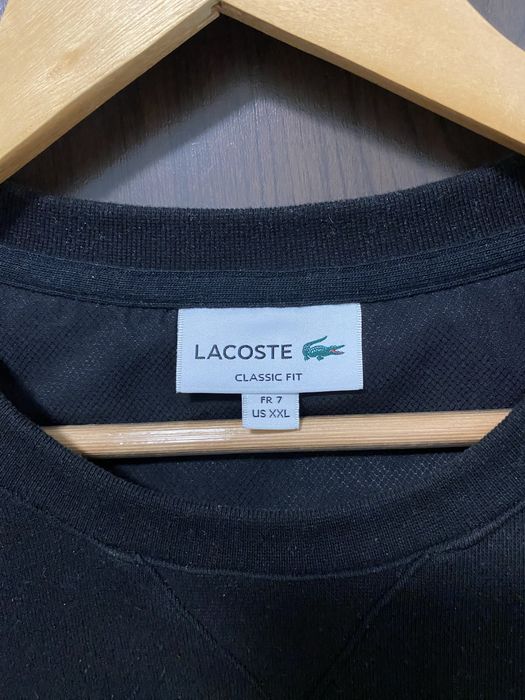 LACOSTE
CLASSIC FIT
FR 7
US XXL